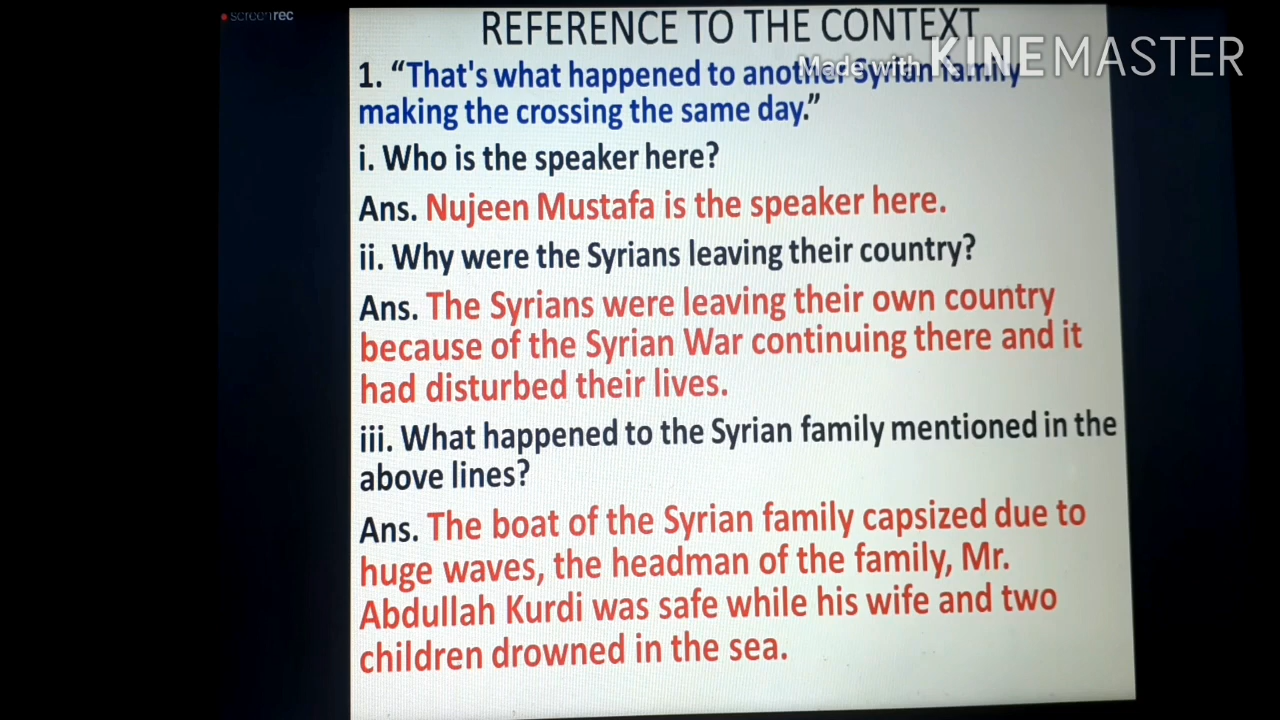 screenrec
REFERENCE TO THE CONTEXT
Made with KINEMASTER
1. “That's what happened to another Syrian family
making the crossing the same day.”
i. Who is the speaker here?
Ans. Nujeen Mustafa is the speaker here.
ii. Why were the Syrians leaving their country?
Ans. The Syrians were leaving their own country
because of the Syrian War continuing there and it
had disturbed their lives.
iii. What happened to the Syrian family mentioned in the
above lines?
Ans. The boat of the Syrian family capsized due to
huge waves, the headman of the family, Mr.
Abdullah Kurdi was safe while his wife and two
children drowned in the sea.